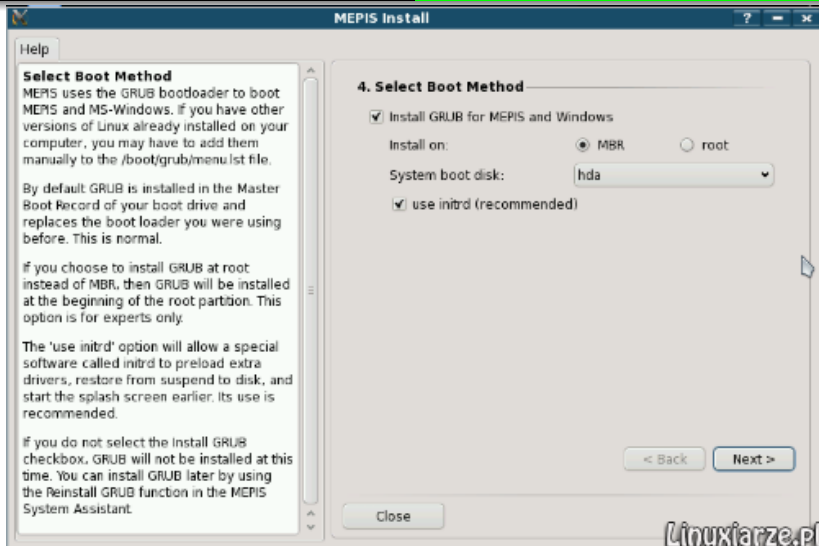 MEPIS Install
Help
Select Boot Method
MEPIS uses the GRUB bootloader to boot
MEPIS and MS-Windows. If you have other
versions of Linux already installed on your
computer, you may have to add them
manually to the /boot/grub/menu.lst file.
By default GRUB is installed in the Master
Boot Record of your boot drive and
replaces the boot loader you were using
before. This is normal.
If you choose to install GRUB at root
instead of MBR, then GRUB will be installed
at the beginning of the root partition. This
option is for experts only.
The 'use initrd' option will allow a special
software called initrd to preload extra
drivers, restore from suspend to disk, and
start the splash screen earlier. Its use is
recommended.
If you do not select the Install GRUB
checkbox, GRUB will not be installed at this
time. You can install GRUB later by using
the Reinstall GRUB function in the MEPIS
System Assistant.
4. Select Boot Method
Install GRUB for MEPIS and Windows
Install on: MBR root
System boot disk: hda
use initrd (recommended)
< Back Next >
Close
Linuxiarze.pl